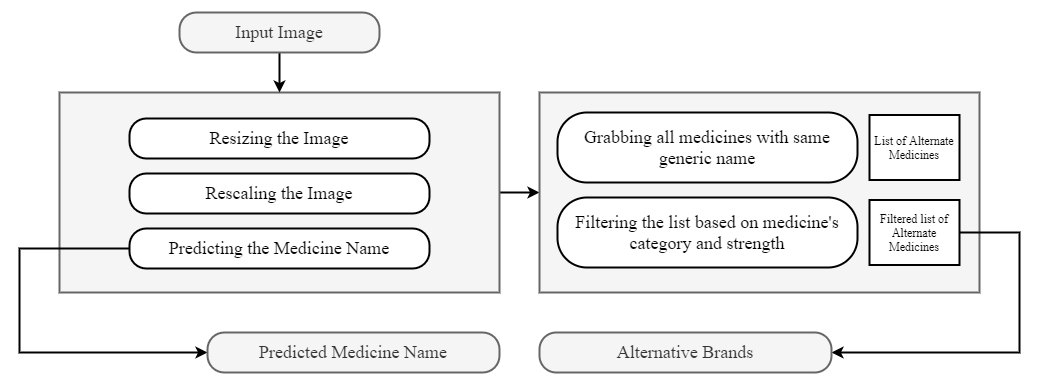 Input Image
Resizing the Image
Rescaling the Image
Predicting the Medicine Name
Grabbing all medicines with same
generic name
List of Alternate
Medicines
Filtering the list based on medicine's
category and strength
Filtered list of
Alternate
Medicines
Predicted Medicine Name
Alternative Brands